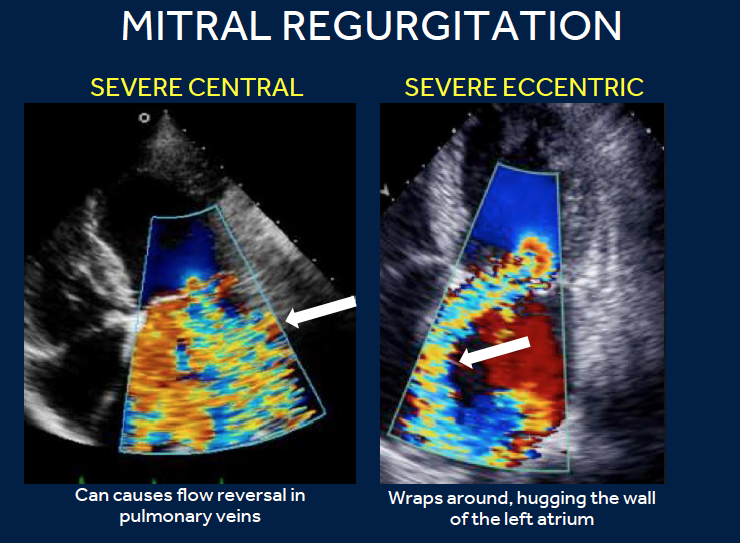 MITRAL REGURGITATION
SEVERE CENTRAL
SEVERE ECCENTRIC
Can causes flow reversal in
pulmonary veins
Wraps around, hugging the wall
of the left atrium